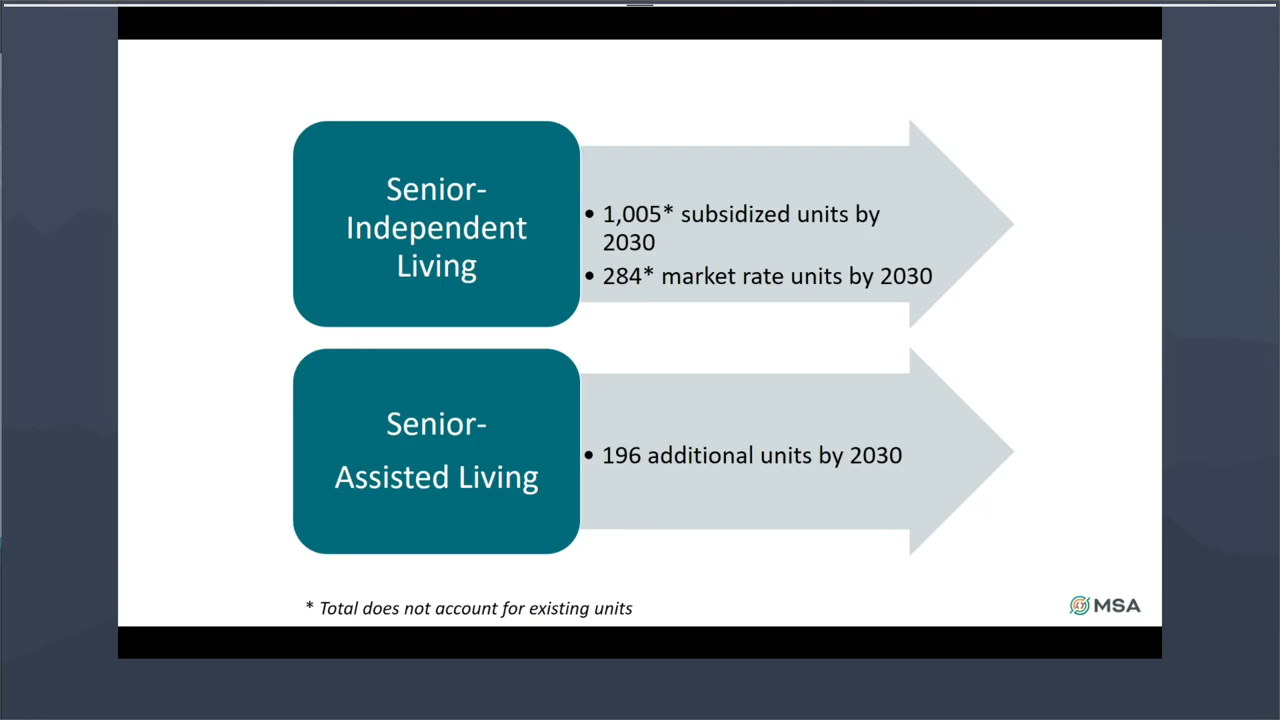 Senior-
Independent
Living
• 1,005* subsidized units by
2030
• 284* market rate units by 2030
Senior-
Assisted Living
• 196 additional units by 2030
* Total does not account for existing units
MSA